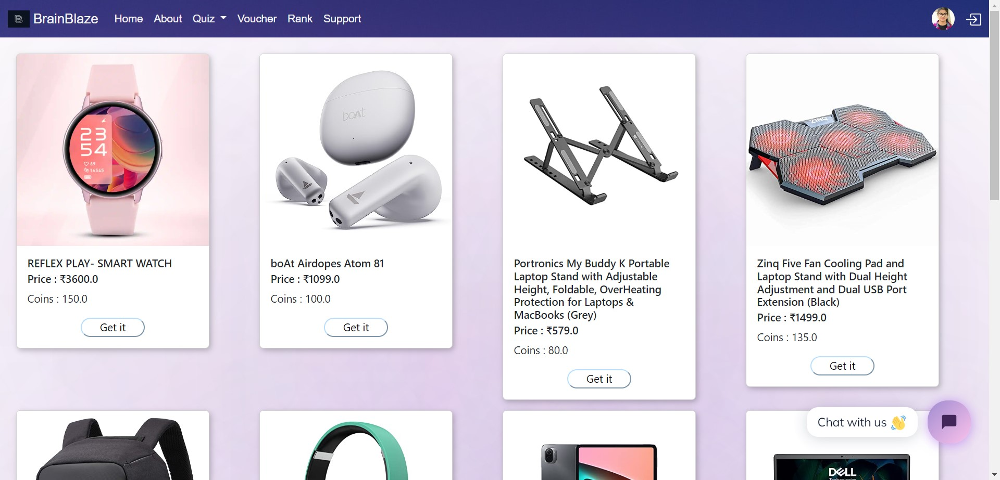 B BrainBlaze Home About Quiz Voucher Rank Support
23
54
69
16545
boAt
ZINQ
REFLEX PLAY- SMART WATCH
Price : ₹3600.0
Coins : 150.0
Get it
boAt Airdopes Atom 81
Price : ₹1099.0
Coins : 100.0
Get it
Portronics My Buddy K Portable
Laptop Stand with Adjustable
Height, Foldable, OverHeating
Protection for Laptops &
MacBooks (Grey)
Price : ₹579.0
Coins : 80.0
Get it
Zinq Five Fan Cooling Pad and
Laptop Stand with Dual Height
Adjustment and Dual USB Port
Extension (Black)
Price : ₹1499.0
Coins : 135.0
Get it
Chat with us 👋
DELL
Technologies